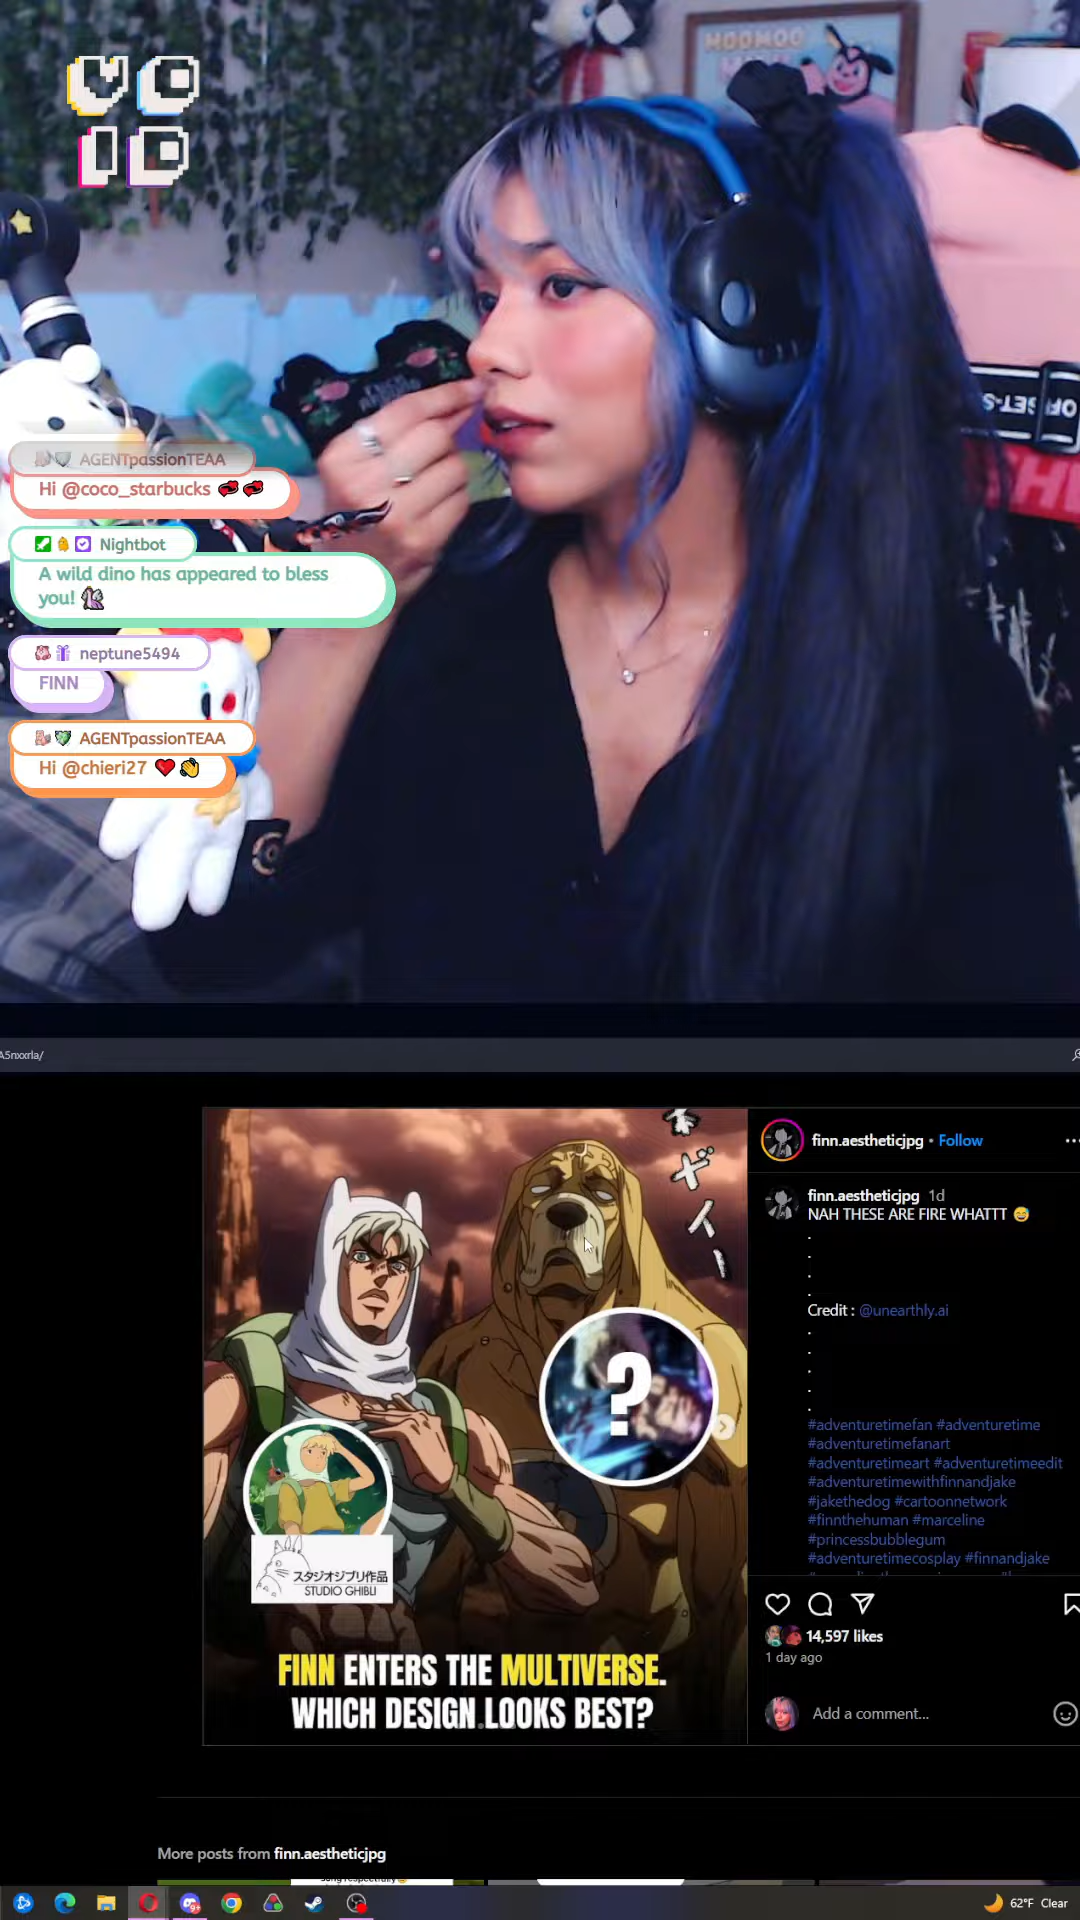 VOID
MOOMOO
AGENTpassionTEAA
Hi @coco_starbucks 💞 💞
Nightbot
A wild dino has appeared to bless
you!
neptune5494
FINN
AGENTpassionTEAA
Hi @chieri27 ❤️ 👏
A5nxxrla/
finn.aestheticjpg • Follow
finn.aestheticjpg 1d
NAH THESE ARE FIRE WHATTT 😅
.
.
.
.
Credit : @unearthly.ai
.
.
.
.
.
#adventuretimefan #adventuretime
#adventuretimefanart
#adventuretimeart #adventuretimeedit
#adventuretimewithfinnandjake
#jakethedog #cartoonnetwork
#finnthehuman #marceline
#princessbubblegum
#adventuretimecosplay #finnandjake
?
スタジオジブリ作品
STUDIO GHIBLI
FINN ENTERS THE MULTIVERSE.
WHICH DESIGN LOOKS BEST?
14,597 likes
1 day ago
Add a comment...
More posts from finn.aestheticjpg
9+
62°F Clear